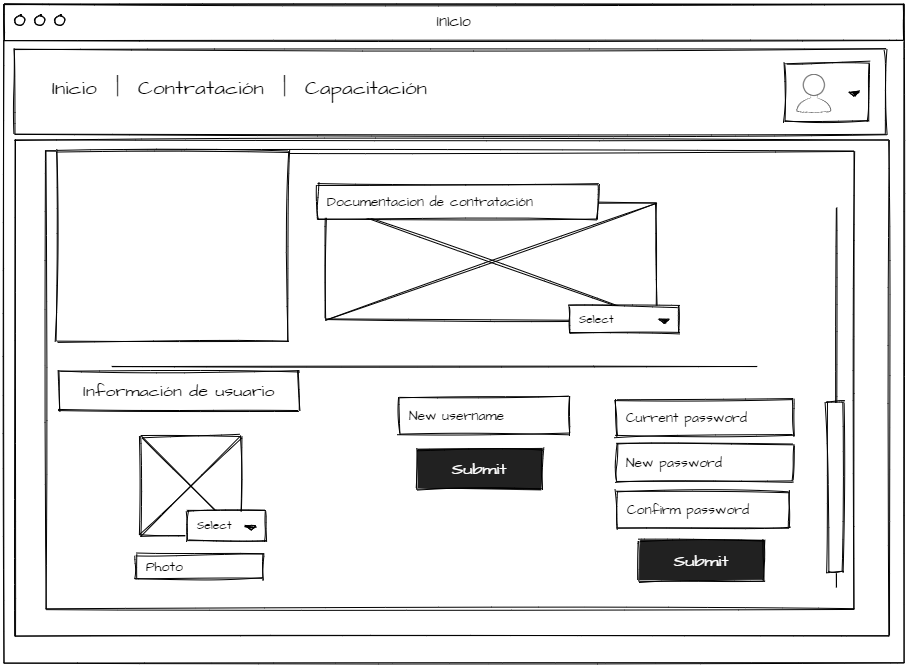 Inicio
Inicio | Contratación | Capacitación
Documentacion de contratación
Select
Información de usuario
New username
Submit
Current password
New password
Confirm password
Submit
Select
Photo